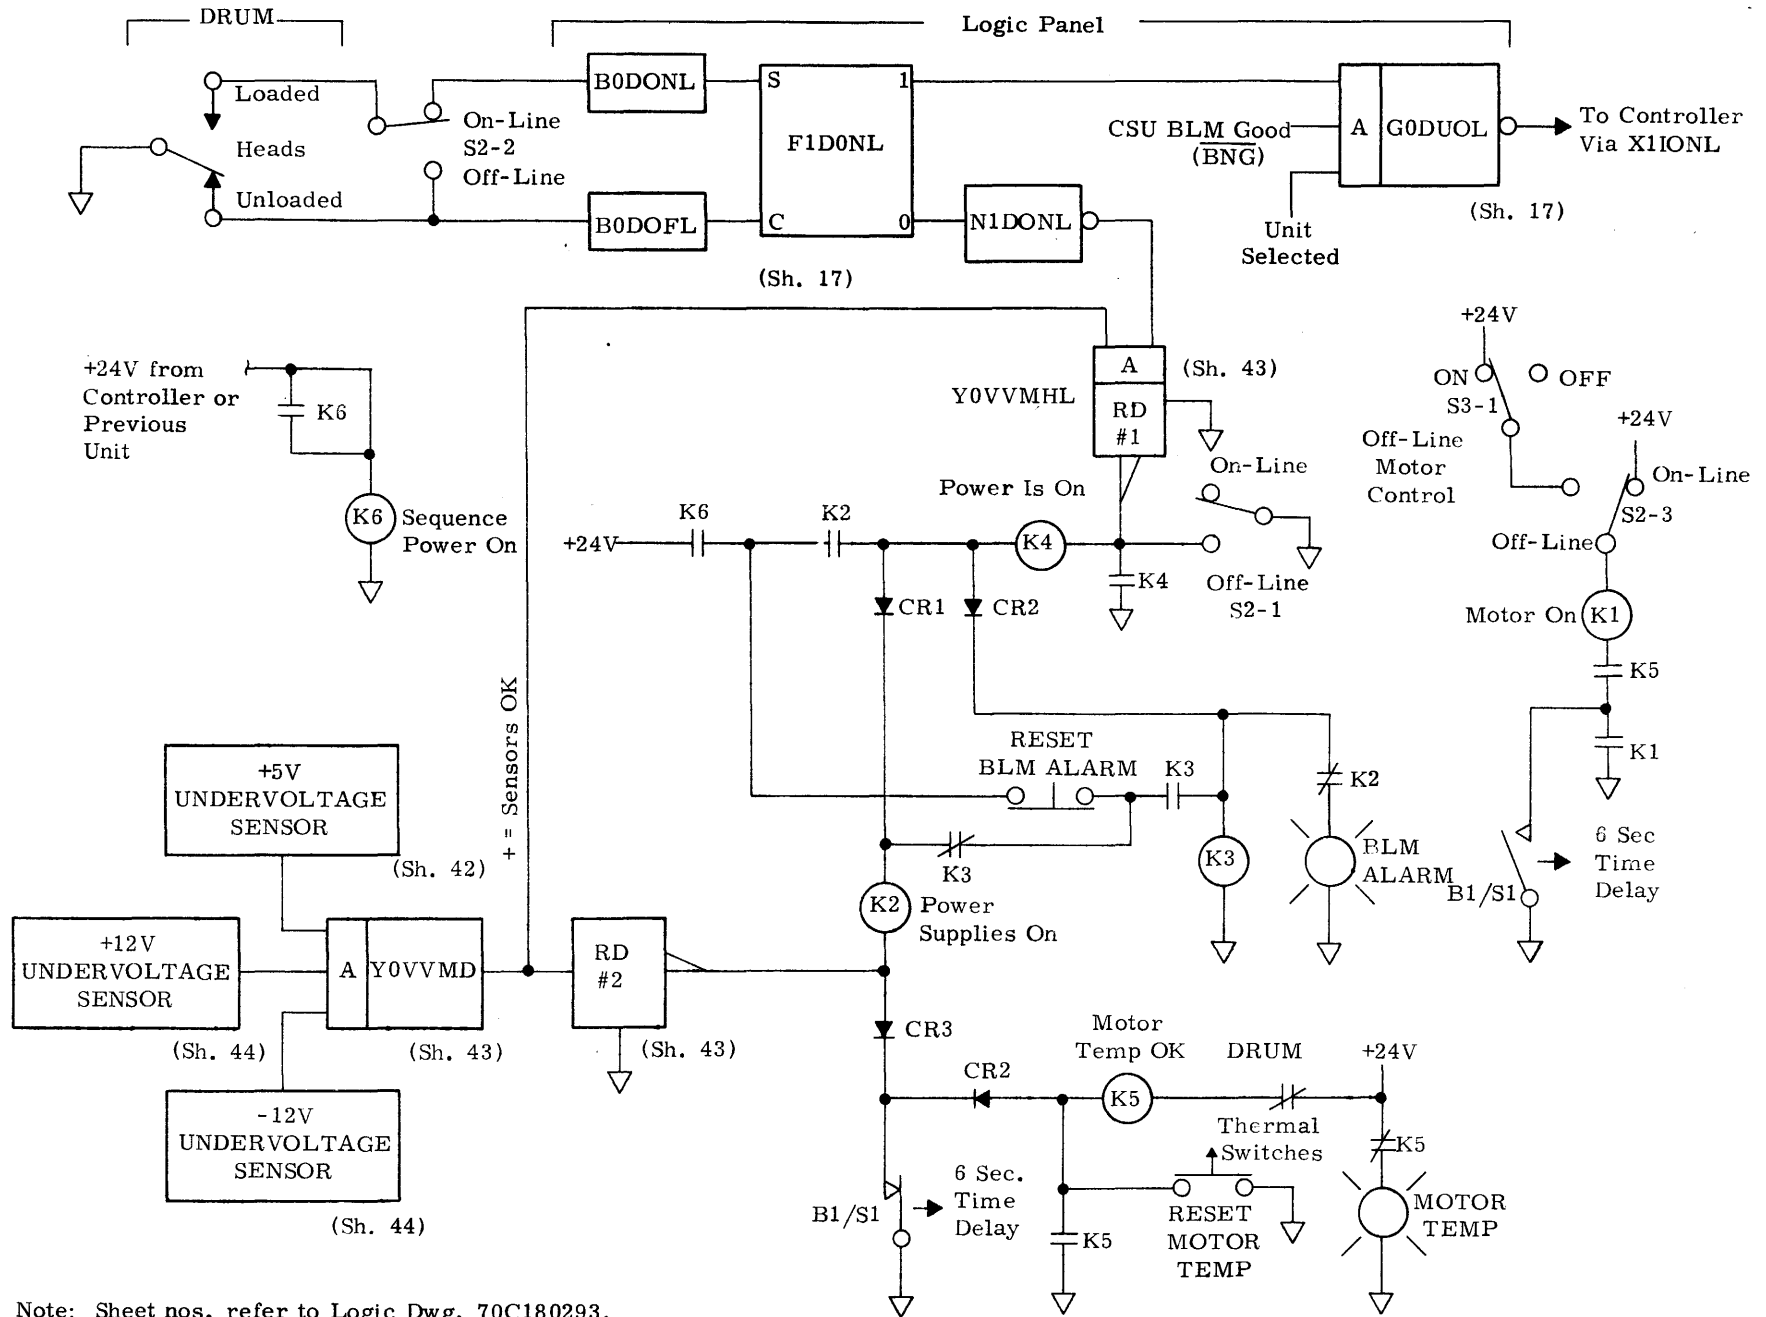 DRUM
Logic Panel
Loaded
Heads
Unloaded
On-Line
S2-2
Off-Line
B0DONL
B0DOFL
S
1
F1D0NL
C
0
(Sh. 17)
N1DONL
CSU BLM Good
(BNG)
Unit
Selected
A
G0DUOL
(Sh. 17)
To Controller
Via X1IONL
+24V from
Controller or
Previous
Unit
K6
K6
Sequence
Power On
+ = Sensors OK
Y0VVMHL
A
RD
#1
(Sh. 43)
+24V
ON
OFF
S3-1
Off-Line
Motor
Control
+24V
On-Line
S2-3
Off-Line
Motor On
K1
K5
K1
B1/S1
6 Sec
Time
Delay
Power Is On
On-Line
+24V
K6
K2
K4
K4
Off-Line
S2-1
CR1
CR2
RESET
BLM ALARM
K3
K2
K3
K3
BLM
ALARM
K2
Power
Supplies On
+5V
UNDERVOLTAGE
SENSOR
(Sh. 42)
+12V
UNDERVOLTAGE
SENSOR
(Sh. 44)
A
Y0VVMD
(Sh. 43)
RD
#2
(Sh. 43)
-12V
UNDERVOLTAGE
SENSOR
(Sh. 44)
CR3
CR2
Motor
Temp OK
K5
DRUM
Thermal
Switches
+24V
K5
B1/S1
6 Sec.
Time
Delay
K5
RESET
MOTOR
TEMP
MOTOR
TEMP
Note: Sheet nos. refer to Logic Dwg. 70C180293.